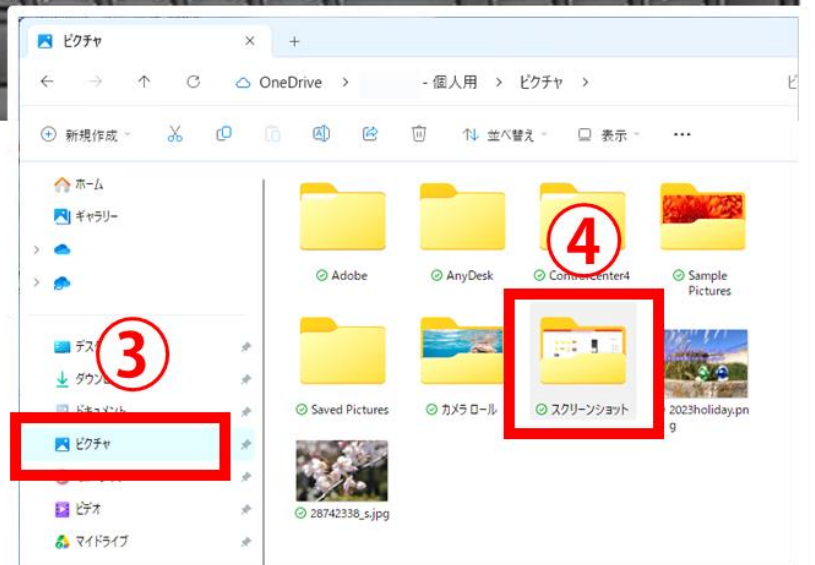 ピクチャ
OneDrive > - 個人用 > ピクチャ >
新規作成
並べ替え
表示
ホーム
ギャラリー
③
ピクチャ
ビデオ
マイドライブ
Adobe
AnyDesk
④
Sample
Pictures
Saved Pictures
カメラ ロール
スクリーンショット
2023holiday.pn
g
28742338_s.jpg